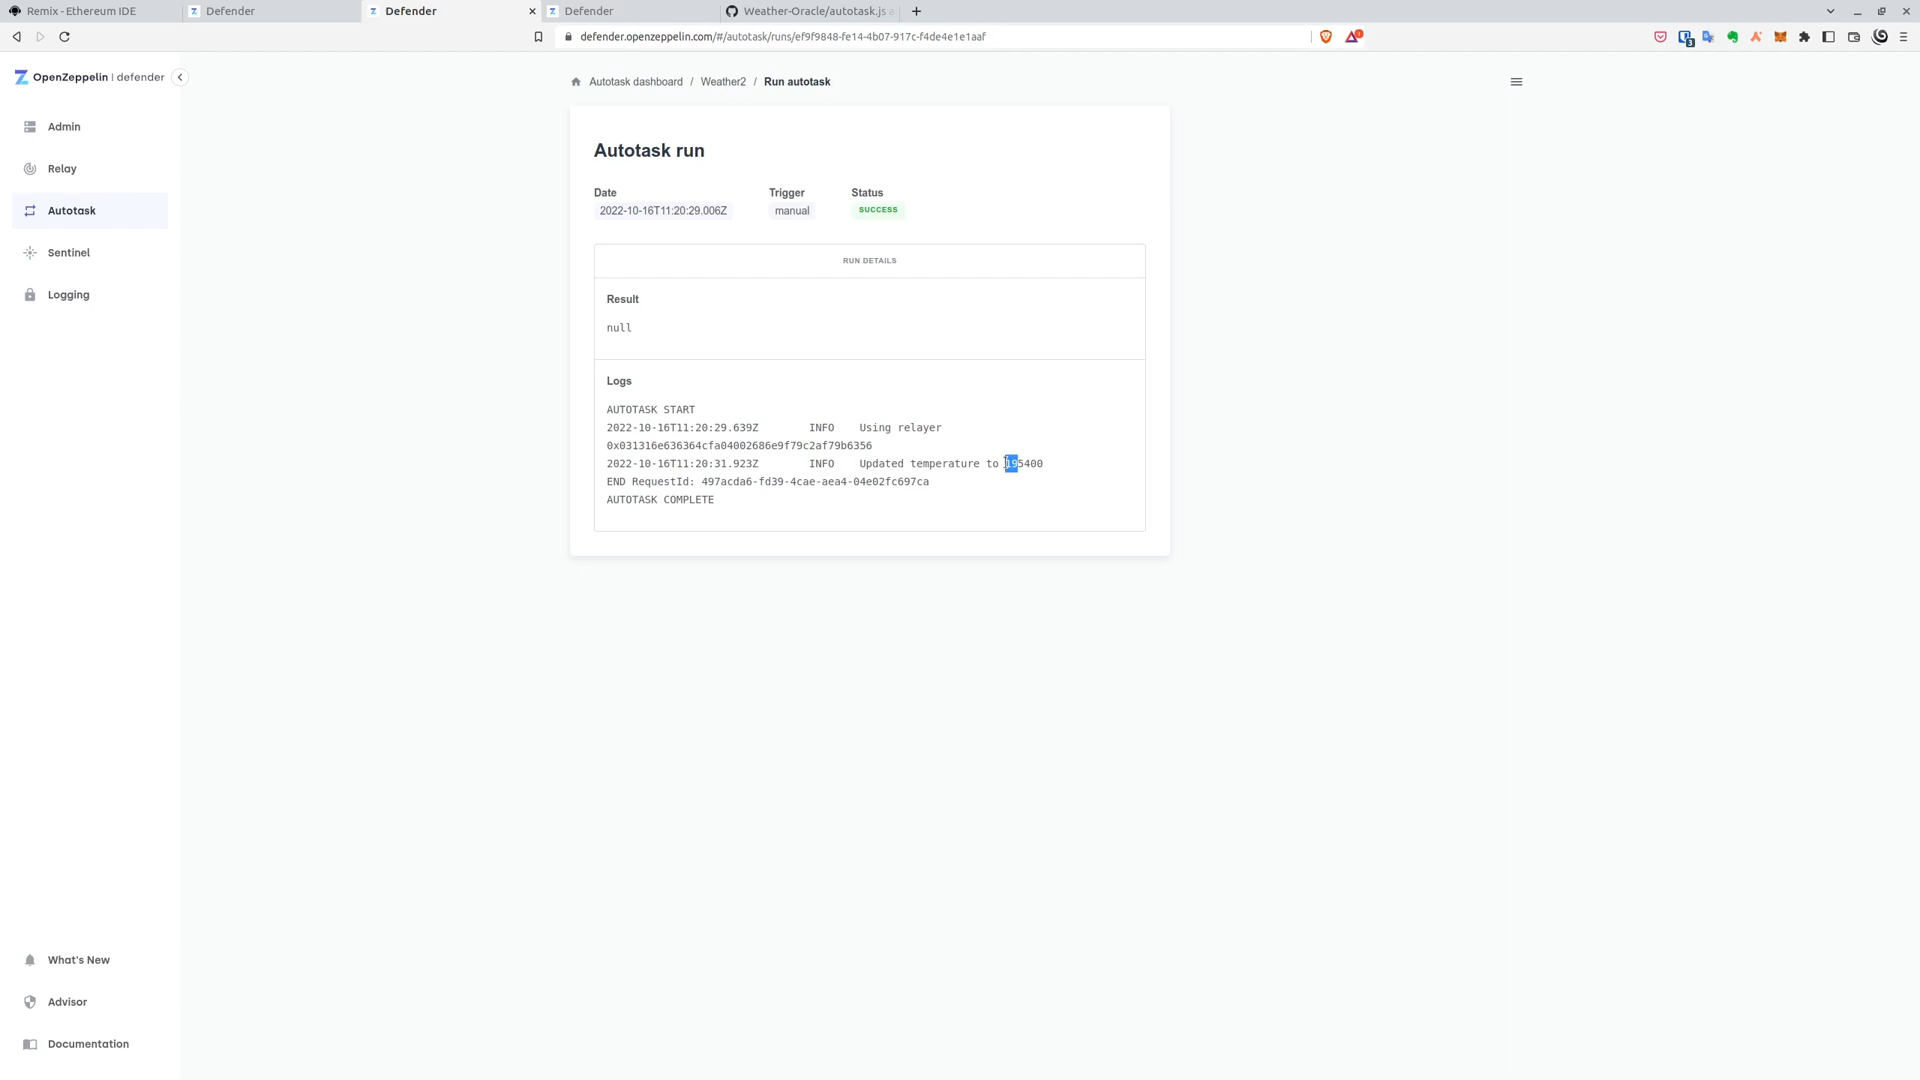 Remix - Ethereum IDE
Defender
Defender
Defender
Weather-Oracle/autotask.js a
defender.openzeppelin.com/#/autotask/runs/ef9f9848-fe14-4b07-917c-f4de4e1e1aaf
OpenZeppelin | defender
Autotask dashboard / Weather2 / Run autotask
Admin
Relay
Autotask
Sentinel
Logging
Autotask run
Date Trigger Status
2022-10-16T11:20:29.006Z manual SUCCESS
RUN DETAILS
Result
null
Logs
AUTOTASK START
2022-10-16T11:20:29.639Z INFO Using relayer
0x031316e636364cfa04002686e9f79c2af79b6356
2022-10-16T11:20:31.923Z INFO Updated temperature to 195400
END RequestId: 497acda6-fd39-4cae-aea4-04e02fc697ca
AUTOTASK COMPLETE
What's New
Advisor
Documentation